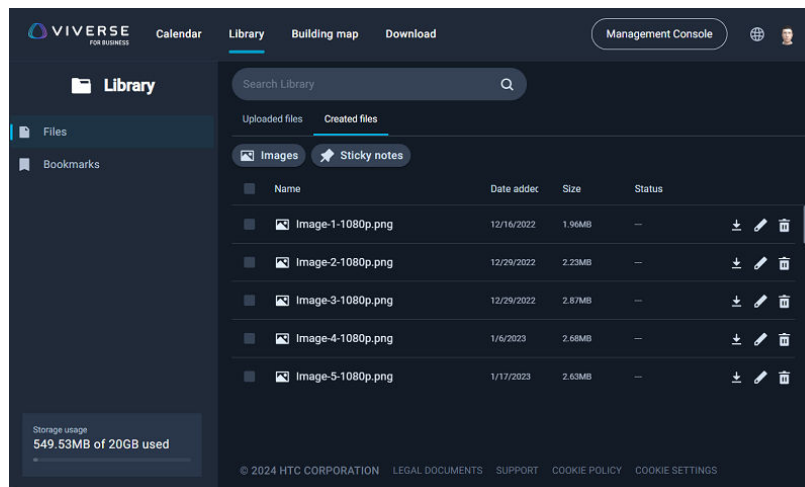 VIVERSE
FOR BUSINESS
Calendar
Library
Building map
Download
Management Console
Library
Files
Bookmarks
Storage usage
549.53MB of 20GB used
Search Library
Uploaded files
Created files
Images
Sticky notes
Name Date added Size Status
Image-1-1080p.png 12/16/2022 1.96MB ---
Image-2-1080p.png 12/29/2022 2.23MB ---
Image-3-1080p.png 12/29/2022 2.87MB ---
Image-4-1080p.png 1/6/2023 2.68MB ---
Image-5-1080p.png 1/17/2023 2.63MB ---
© 2024 HTC CORPORATION LEGAL DOCUMENTS SUPPORT COOKIE POLICY COOKIE SETTINGS